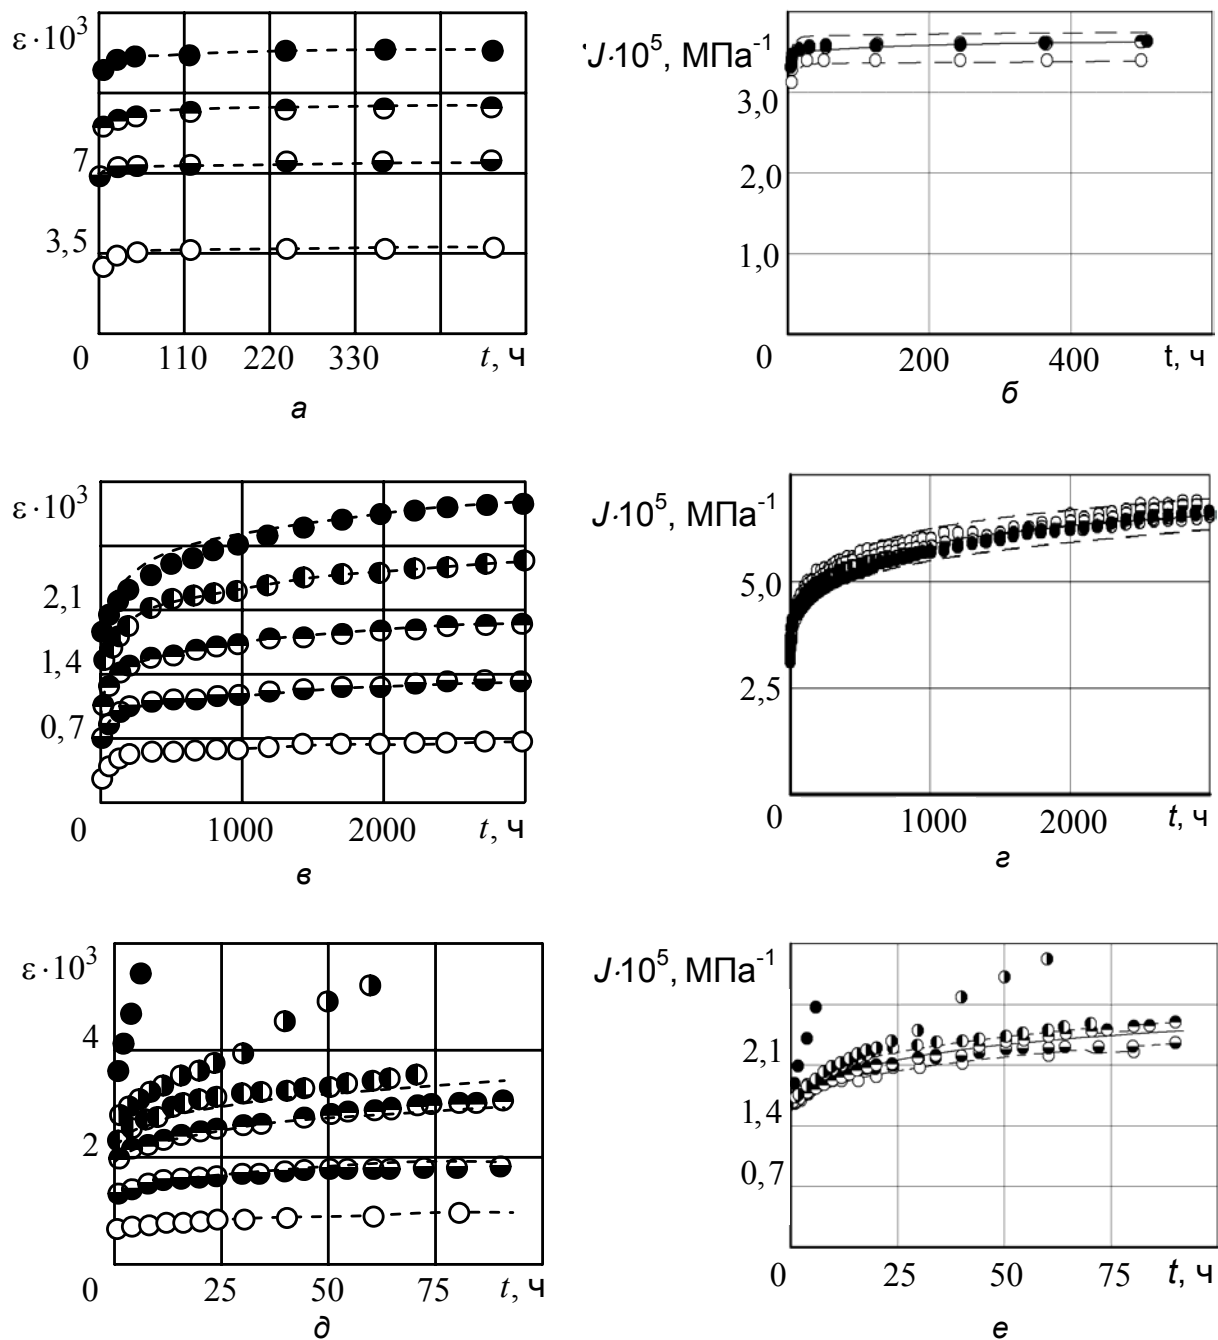 ε·10³
7
3,5
0 110 220 330 t, ч
а
J·10⁵, МПа⁻¹
3,0
2,0
1,0
0 200 400 t, ч
б
ε·10³
2,1
1,4
0,7
0 1000 2000 t, ч
в
J·10⁵, МПа⁻¹
5,0
2,5
0 1000 2000 t, ч
г
ε·10³
4
2
0 25 50 75 t, ч
д
J·10⁵, МПа⁻¹
2,1
1,4
0,7
0 25 50 75 t, ч
е